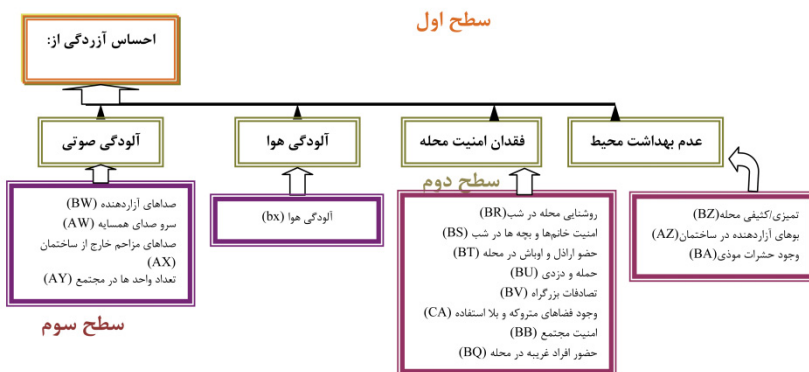 سطح اول
احساس آزردگی از:
عدم بهداشت محیط
فقدان امنیت محله
آلودگی هوا
آلودگی صوتی
سطح دوم
تمیزی/کثیفی محله(BZ)
بوهای آزاردهنده در ساختمان(AZ)
وجود حشرات موذی(BA)
روشنایی محله در شب(BR)
امنیت خانم‌ها و بچه ها در شب (BS)
حضو اراذل و اوباش در محله (BT)
حمله و دزدی (BU)
تصادفات بزرگراه (BV)
وجود فضاهای متروکه و بلا استفاده (CA)
امنیت مجتمع (BB)
حضور افراد غریبه در محله (BQ)
آلودگی هوا (bx)
صداهای آزاردهنده (BW)
سرو صدای همسایه (AW)
صداهای مزاحم خارج از ساختمان
(AX)
تعداد واحد ها در مجتمع (AY)
سطح سوم